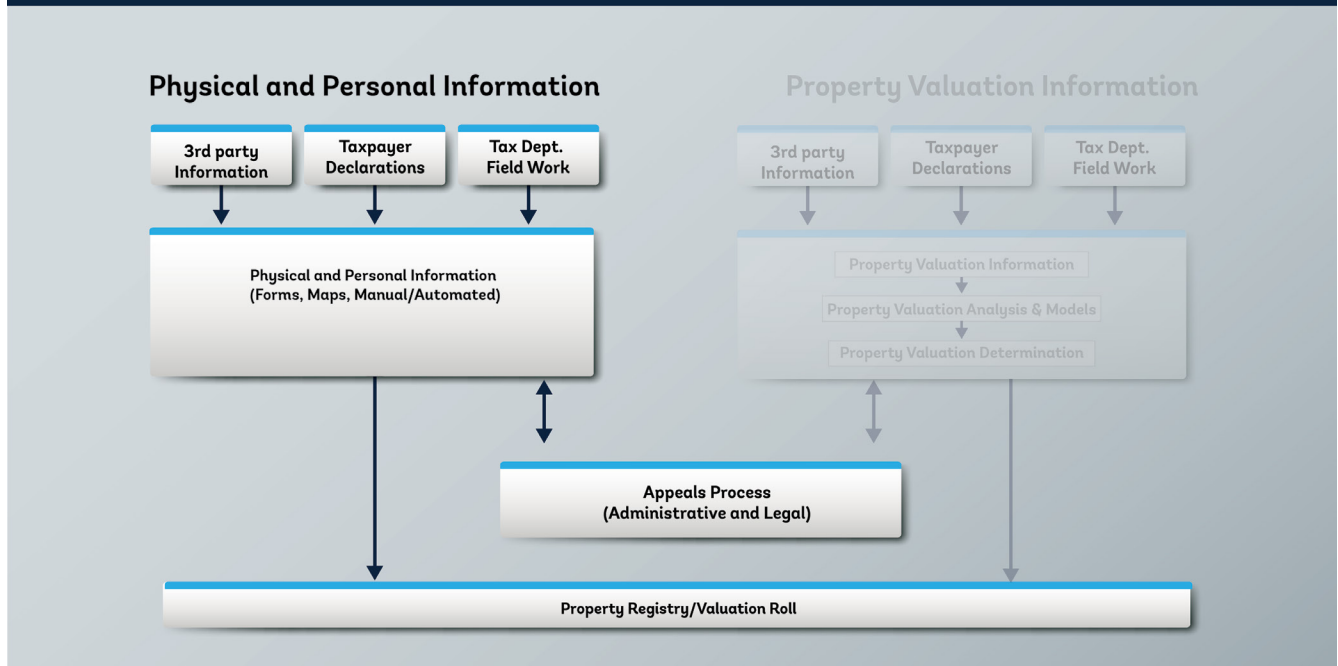 Physical and Personal Information
3rd party
Information
Taxpayer
Declarations
Tax Dept.
Field Work
Physical and Personal Information
(Forms, Maps, Manual/Automated)
Property Valuation Information
3rd party
Information
Taxpayer
Declarations
Tax Dept.
Field Work
Property Valuation Information
Property Valuation Analysis & Models
Property Valuation Determination
Appeals Process
(Administrative and Legal)
Property Registry/Valuation Roll